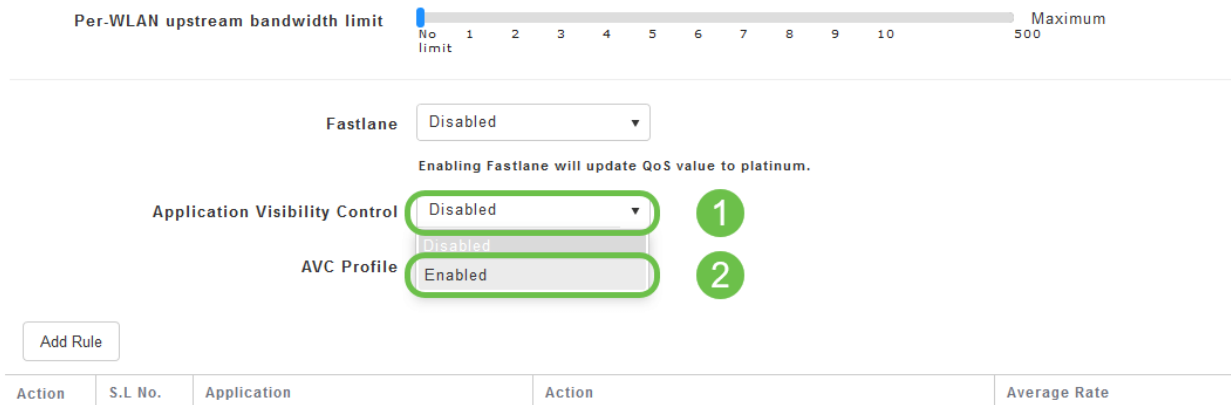 Per-WLAN upstream bandwidth limit
Maximum
No limit 1 2 3 4 5 6 7 8 9 10 500
Fastlane Disabled
Enabling Fastlane will update QoS value to platinum.
Application Visibility Control Disabled 1
Disabled
AVC Profile Enabled 2
Add Rule
Action S.L No. Application Action Average Rate